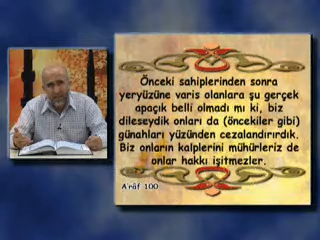 Önceki sahiplerinden sonra
yeryüzüne varis olanlara şu gerçek
apaçık belli olmadı mı ki, biz
dileseydik onları da (öncekiler gibi)
günahları yüzünden cezalandırırdık.
Biz onların kalplerini mühürleriz de
onlar hakkı işitmezler.
A'râf 100